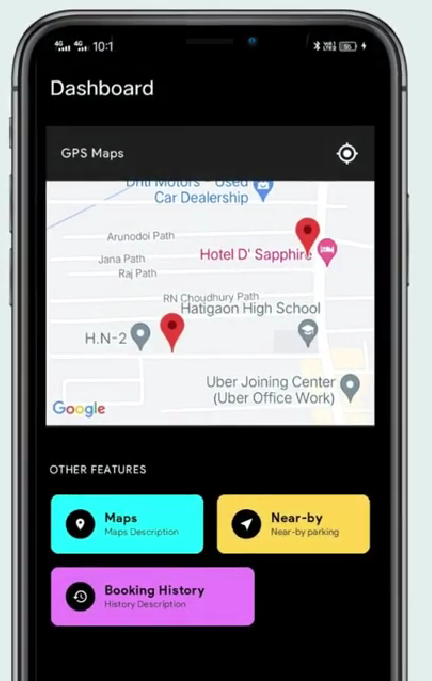 4G 4G 10:1
Dashboard
GPS Maps
Driti Motors - Used
Car Dealership
Arunodoi Path
Jana Path
Raj Path
Hotel D' Sapphire
RN Choudhury Path
Hatigaon High School
H.N-2
Uber Joining Center
(Uber Office Work)
Google
OTHER FEATURES
Maps
Maps Description
Near-by
Near-by parking
Booking History
History Description